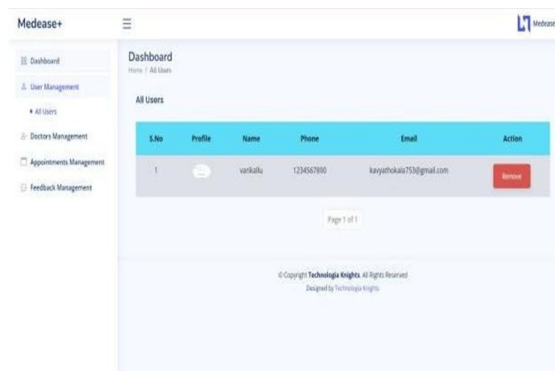 Medease+
Medease
Dashboard
User Management
All Users
Doctors Management
Appointments Management
Feedback Management
Dashboard
Home / All Users
All Users
S.No Profile Name Phone Email Action
1 varikallu 1234567890 kavyathokala753@gmail.com Remove
Page 1 of 1
© Copyright Technologia Knights. All Rights Reserved
Designed by Technologia Knights